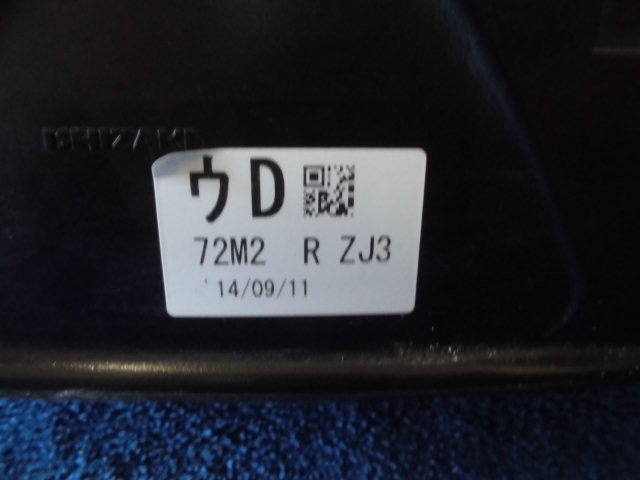 ISHIZAKI
ウD
72M2 R ZJ3
'14/09/11